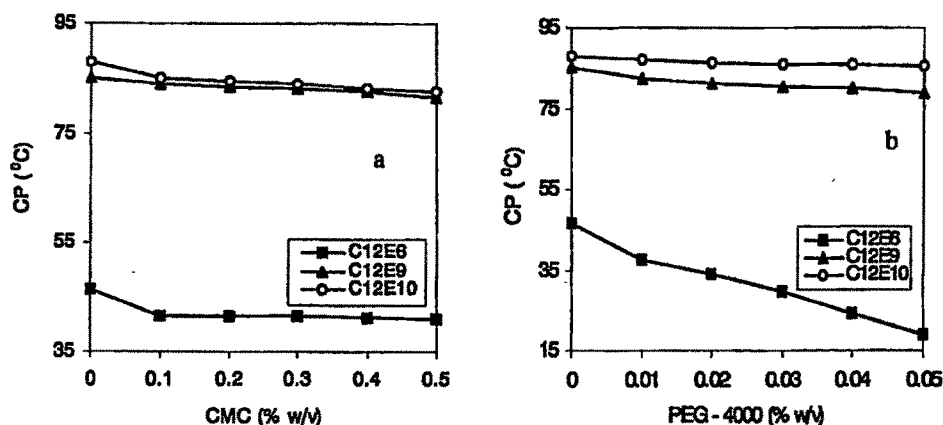 95
75
55
35
CP (°C)
a
C12E6
C12E9
C12E10
0 0.1 0.2 0.3 0.4 0.5
CMC (% w/v)
95
75
55
35
15
CP (°C)
b
C12E6
C12E9
C12E10
0 0.01 0.02 0.03 0.04 0.05
PEG - 4000 (% w/v)